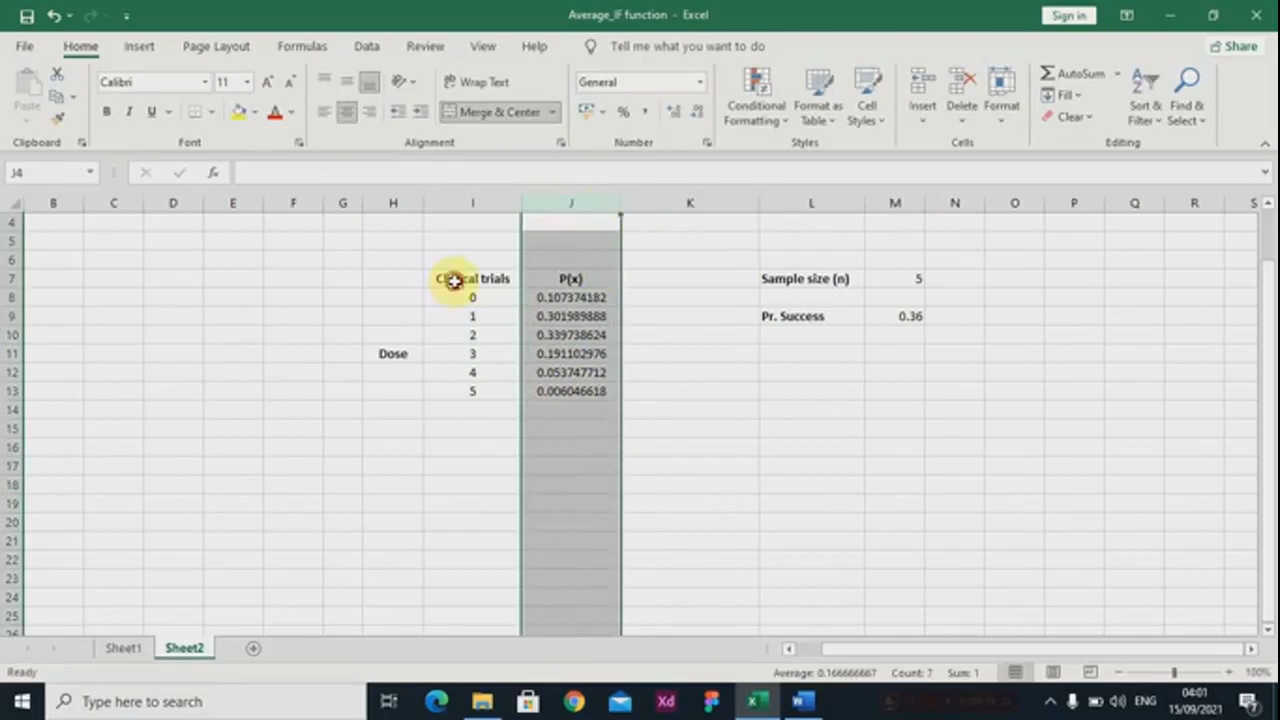 Average_IF function - Excel
Sign in
File Home Insert Page Layout Formulas Data Review View Help Tell me what you want to do Share
Paste
Calibri 11
B I U
Wrap Text
Merge & Center
General
% ,
Conditional Formatting
Format as Table
Cell Styles
Insert Delete Format
AutoSum
Fill
Clear
Sort & Filter
Find & Select
Clipboard Font Alignment Number Styles Cells Editing
J4 fx
B C D E F G H I J K L M N O P Q R S
4
5
6
7 Clinical trials P(x) Sample size (n) 5
8 0 0.107374182
9 1 0.301989888 Pr. Success 0.36
10 2 0.339738624
11 Dose 3 0.191102976
12 4 0.053747712
13 5 0.006046618
14
15
16
17
18
19
20
21
22
23
24
25
26
Sheet1 Sheet2
Ready Average: 0.166666667 Count: 7 Sum: 1 100%
Type here to search
Xd
ENG
04:01
15/09/2021
7